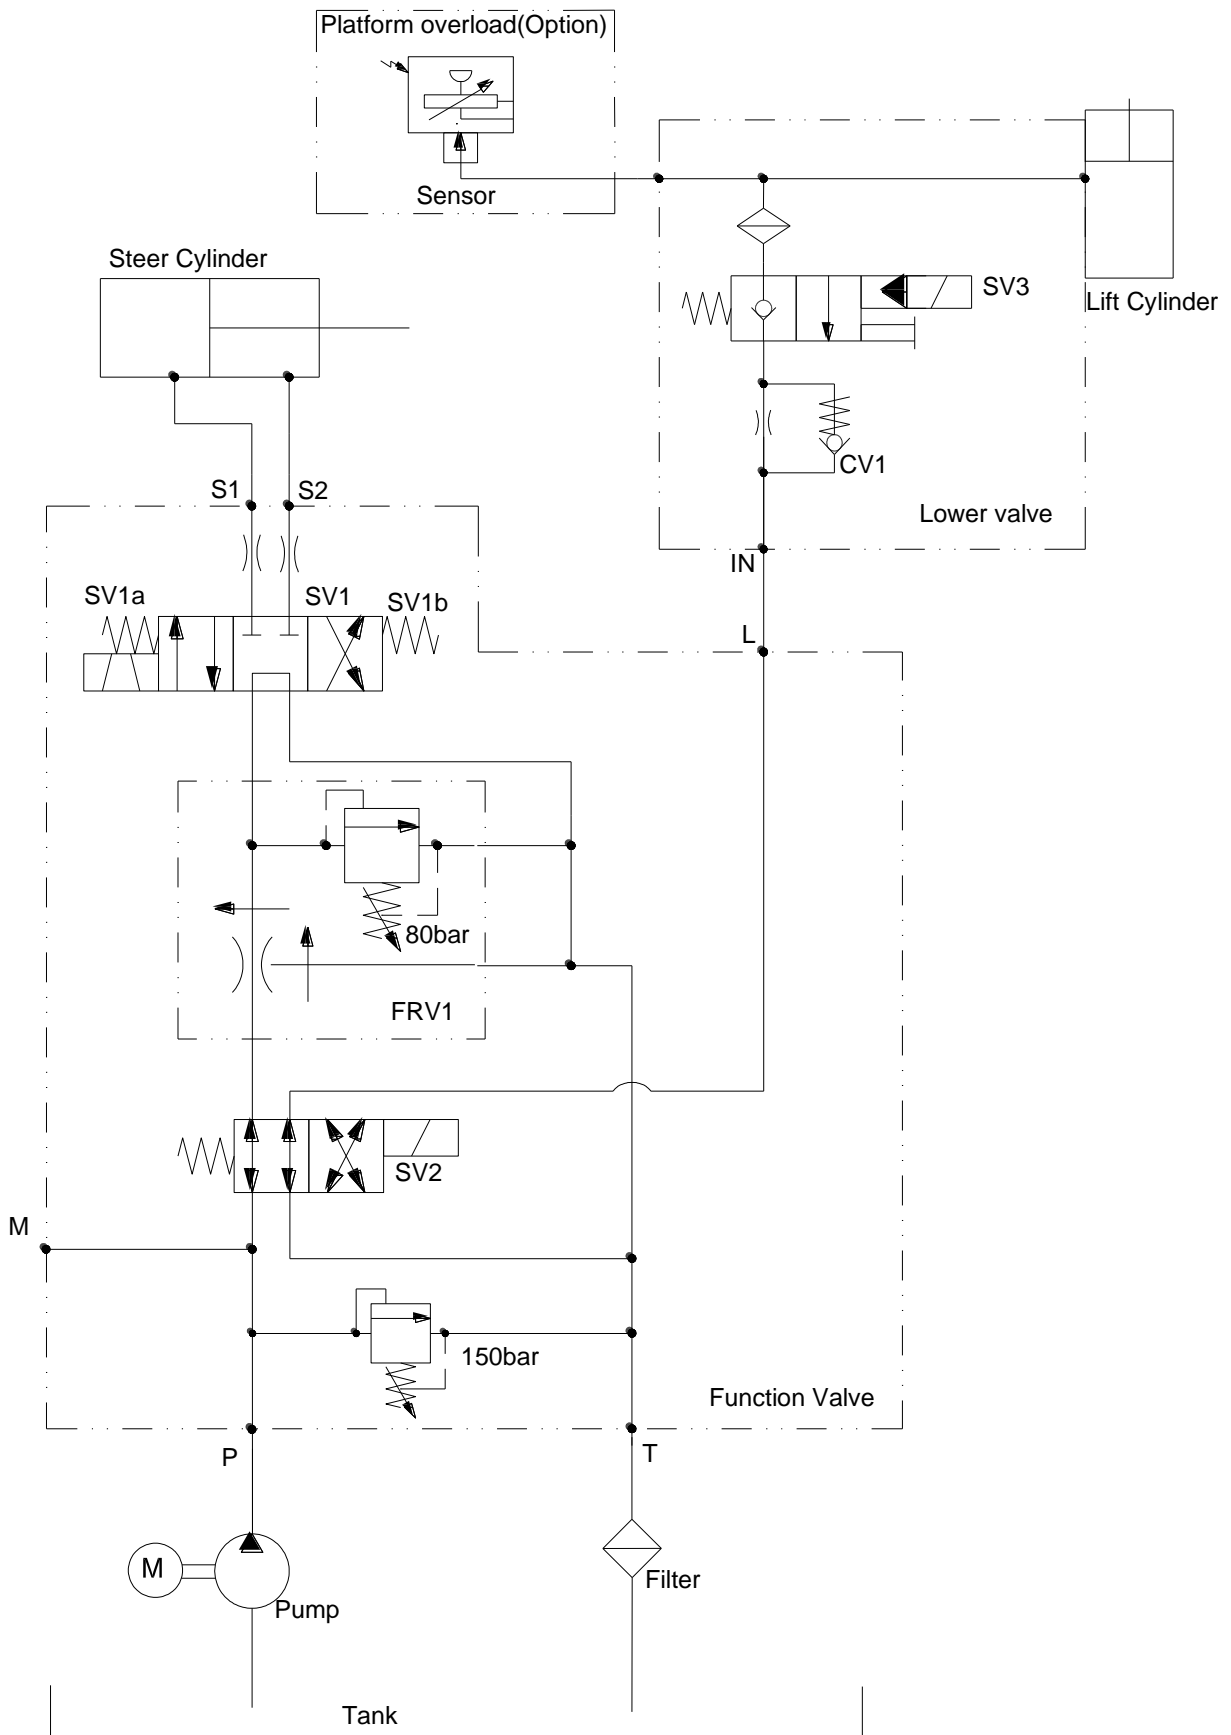 Platform overload(Option)
Sensor
Steer Cylinder
SV3
Lift Cylinder
CV1
S1
S2
Lower valve
IN
SV1a
SV1
SV1b
L
80bar
FRV1
SV2
M
150bar
Function Valve
P
T
M
Filter
Pump
Tank